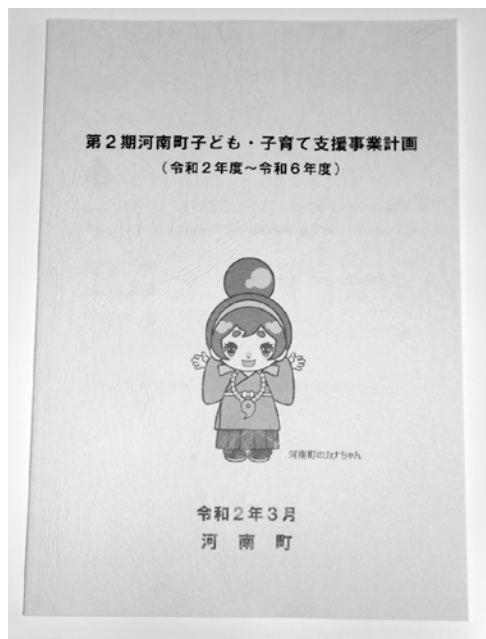 第2期河南町子ども・子育て支援事業計画
（令和2年度～令和6年度）
河南町のカナちゃん
令和2年3月
河 南 町